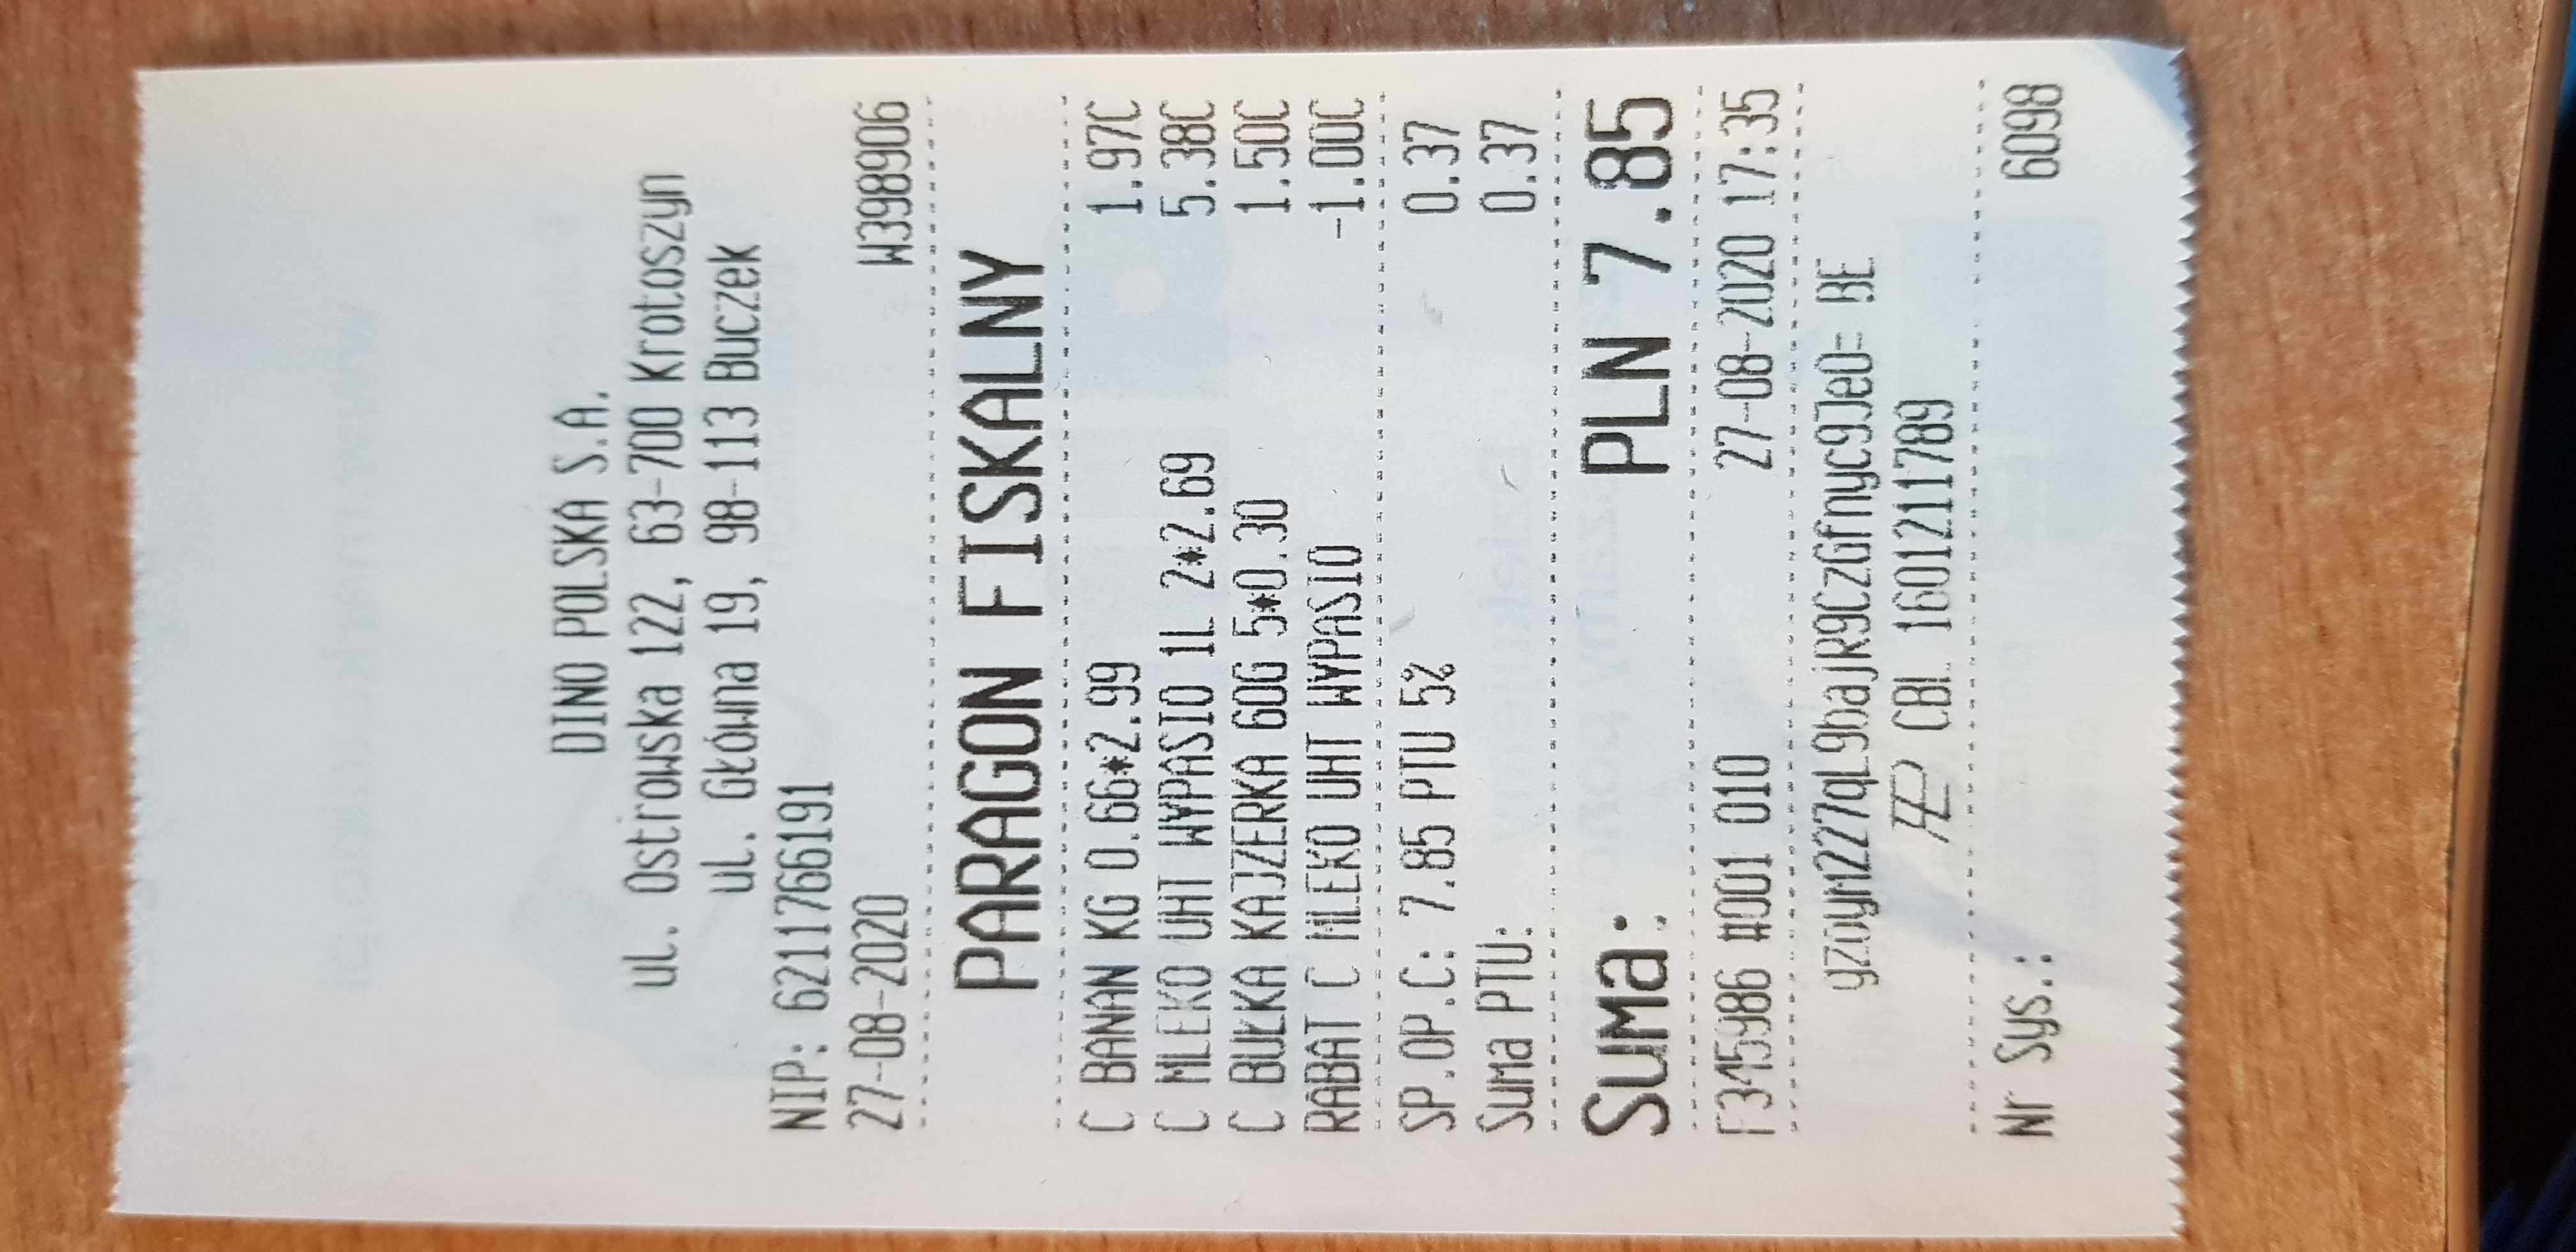 DINO POLSKA S.A.
ul. Ostrowska 122, 63-700 Krotoszyn
ul. Główna 19, 98-113 Buczek
NIP: 6211766191
27-08-2020 W398906
PARAGON FISKALNY
C BANAN KG 0.66*2.99 1.97C
C MLEKO UHT WYPASIO 1L 2*2.69 5.38C
C BUŁKA KAJZERKA 60G 5*0.30 1.50C
RABAT C MLEKO UHT WYPASIO -1.00C
SP.OP.C: 7.85 PTU 5% 0.37
Suma PTU: 0.37
Suma: PLN 7.85
F345986 #001 010 27-08-2020 17:35
BE
CBL 1601211789
Nr Sys.: 6098